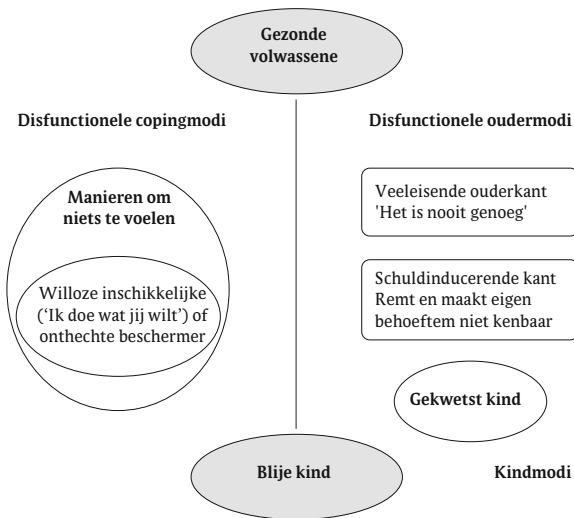 Gezonde
volwassene
Disfunctionele copingmodi
Disfunctionele oudermodi
Manieren om
niets te voelen
Willoze inschikkelijke
(‘Ik doe wat jij wilt’) of
onthechte beschermer
Veeleisende ouderkant
'Het is nooit genoeg'
Schuldinducerende kant
Remt en maakt eigen
behoeftem niet kenbaar
Gekwetst kind
Blije kind
Kindmodi